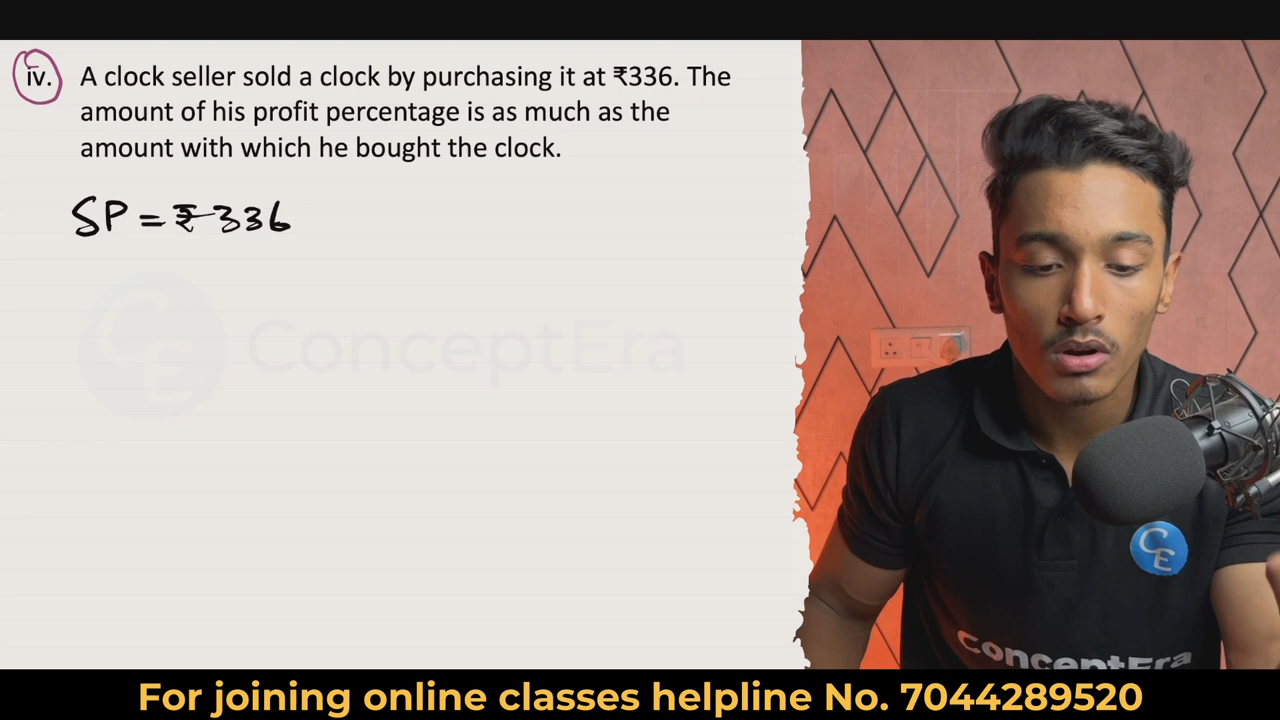 iv. A clock seller sold a clock by purchasing it at ₹336. The
amount of his profit percentage is as much as the
amount with which he bought the clock.
SP = ₹336
CE ConceptEra
CE
ConceptEra
For joining online classes helpline No. 7044289520